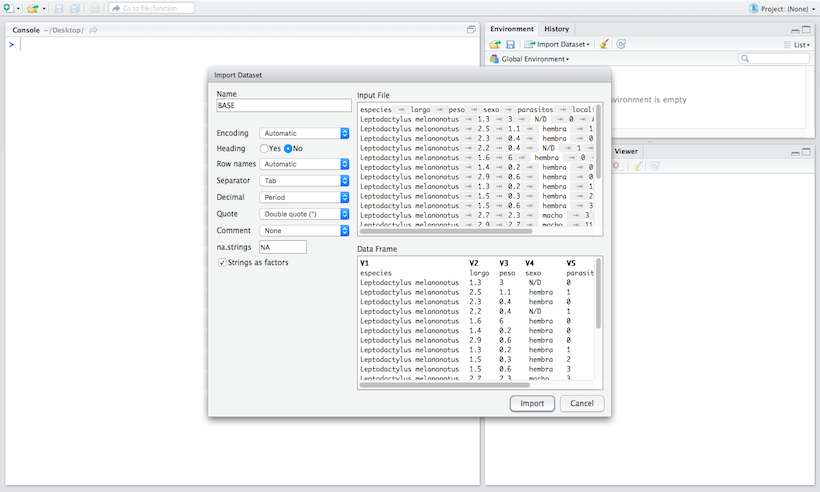 Go to file/function
Project: (None)
Console ~/Desktop/
>
Environment History
Import Dataset
List
Global Environment
nvironment is empty
Viewer
Import Dataset
Name
BASE
Encoding Automatic
Heading Yes No
Row names Automatic
Separator Tab
Decimal Period
Quote Double quote (")
Comment None
na.strings NA
Strings as factors
Input File
especies ⇥ largo ⇥ peso ⇥ sexo ⇥ parasitos ⇥ locali
Leptodactylus melanonotus ⇥ 1.3 ⇥ 3 ⇥ N/D ⇥ 0 ⇥
Leptodactylus melanonotus ⇥ 2.5 ⇥ 1.1 ⇥ hembra ⇥ 1
Leptodactylus melanonotus ⇥ 2.3 ⇥ 0.4 ⇥ hembra ⇥ 0
Leptodactylus melanonotus ⇥ 2.2 ⇥ 0.4 ⇥ N/D ⇥ 1 ⇥
Leptodactylus melanonotus ⇥ 1.6 ⇥ 6 ⇥ hembra ⇥ 0 ⇥
Leptodactylus melanonotus ⇥ 1.4 ⇥ 0.2 ⇥ hembra ⇥ 0
Leptodactylus melanonotus ⇥ 2.9 ⇥ 0.6 ⇥ hembra ⇥ 0
Leptodactylus melanonotus ⇥ 1.3 ⇥ 0.2 ⇥ hembra ⇥ 1
Leptodactylus melanonotus ⇥ 1.5 ⇥ 0.3 ⇥ hembra ⇥ 2
Leptodactylus melanonotus ⇥ 1.5 ⇥ 0.6 ⇥ hembra ⇥ 3
Leptodactylus melanonotus ⇥ 2.7 ⇥ 2.3 ⇥ macho ⇥ 3
Leptodactylus melanonotus ⇥ 2.9 ⇥ 2.7 ⇥ macho ⇥ 11
Data Frame
V1 V2 V3 V4 V5
especies largo peso sexo parasit
Leptodactylus melanonotus 1.3 3 N/D 0
Leptodactylus melanonotus 2.5 1.1 hembra 1
Leptodactylus melanonotus 2.3 0.4 hembra 0
Leptodactylus melanonotus 2.2 0.4 N/D 1
Leptodactylus melanonotus 1.6 6 hembra 0
Leptodactylus melanonotus 1.4 0.2 hembra 0
Leptodactylus melanonotus 2.9 0.6 hembra 0
Leptodactylus melanonotus 1.3 0.2 hembra 1
Leptodactylus melanonotus 1.5 0.3 hembra 2
Leptodactylus melanonotus 1.5 0.6 hembra 3
Leptodactylus melanonotus 2.7 2.3 macho 3
Import Cancel